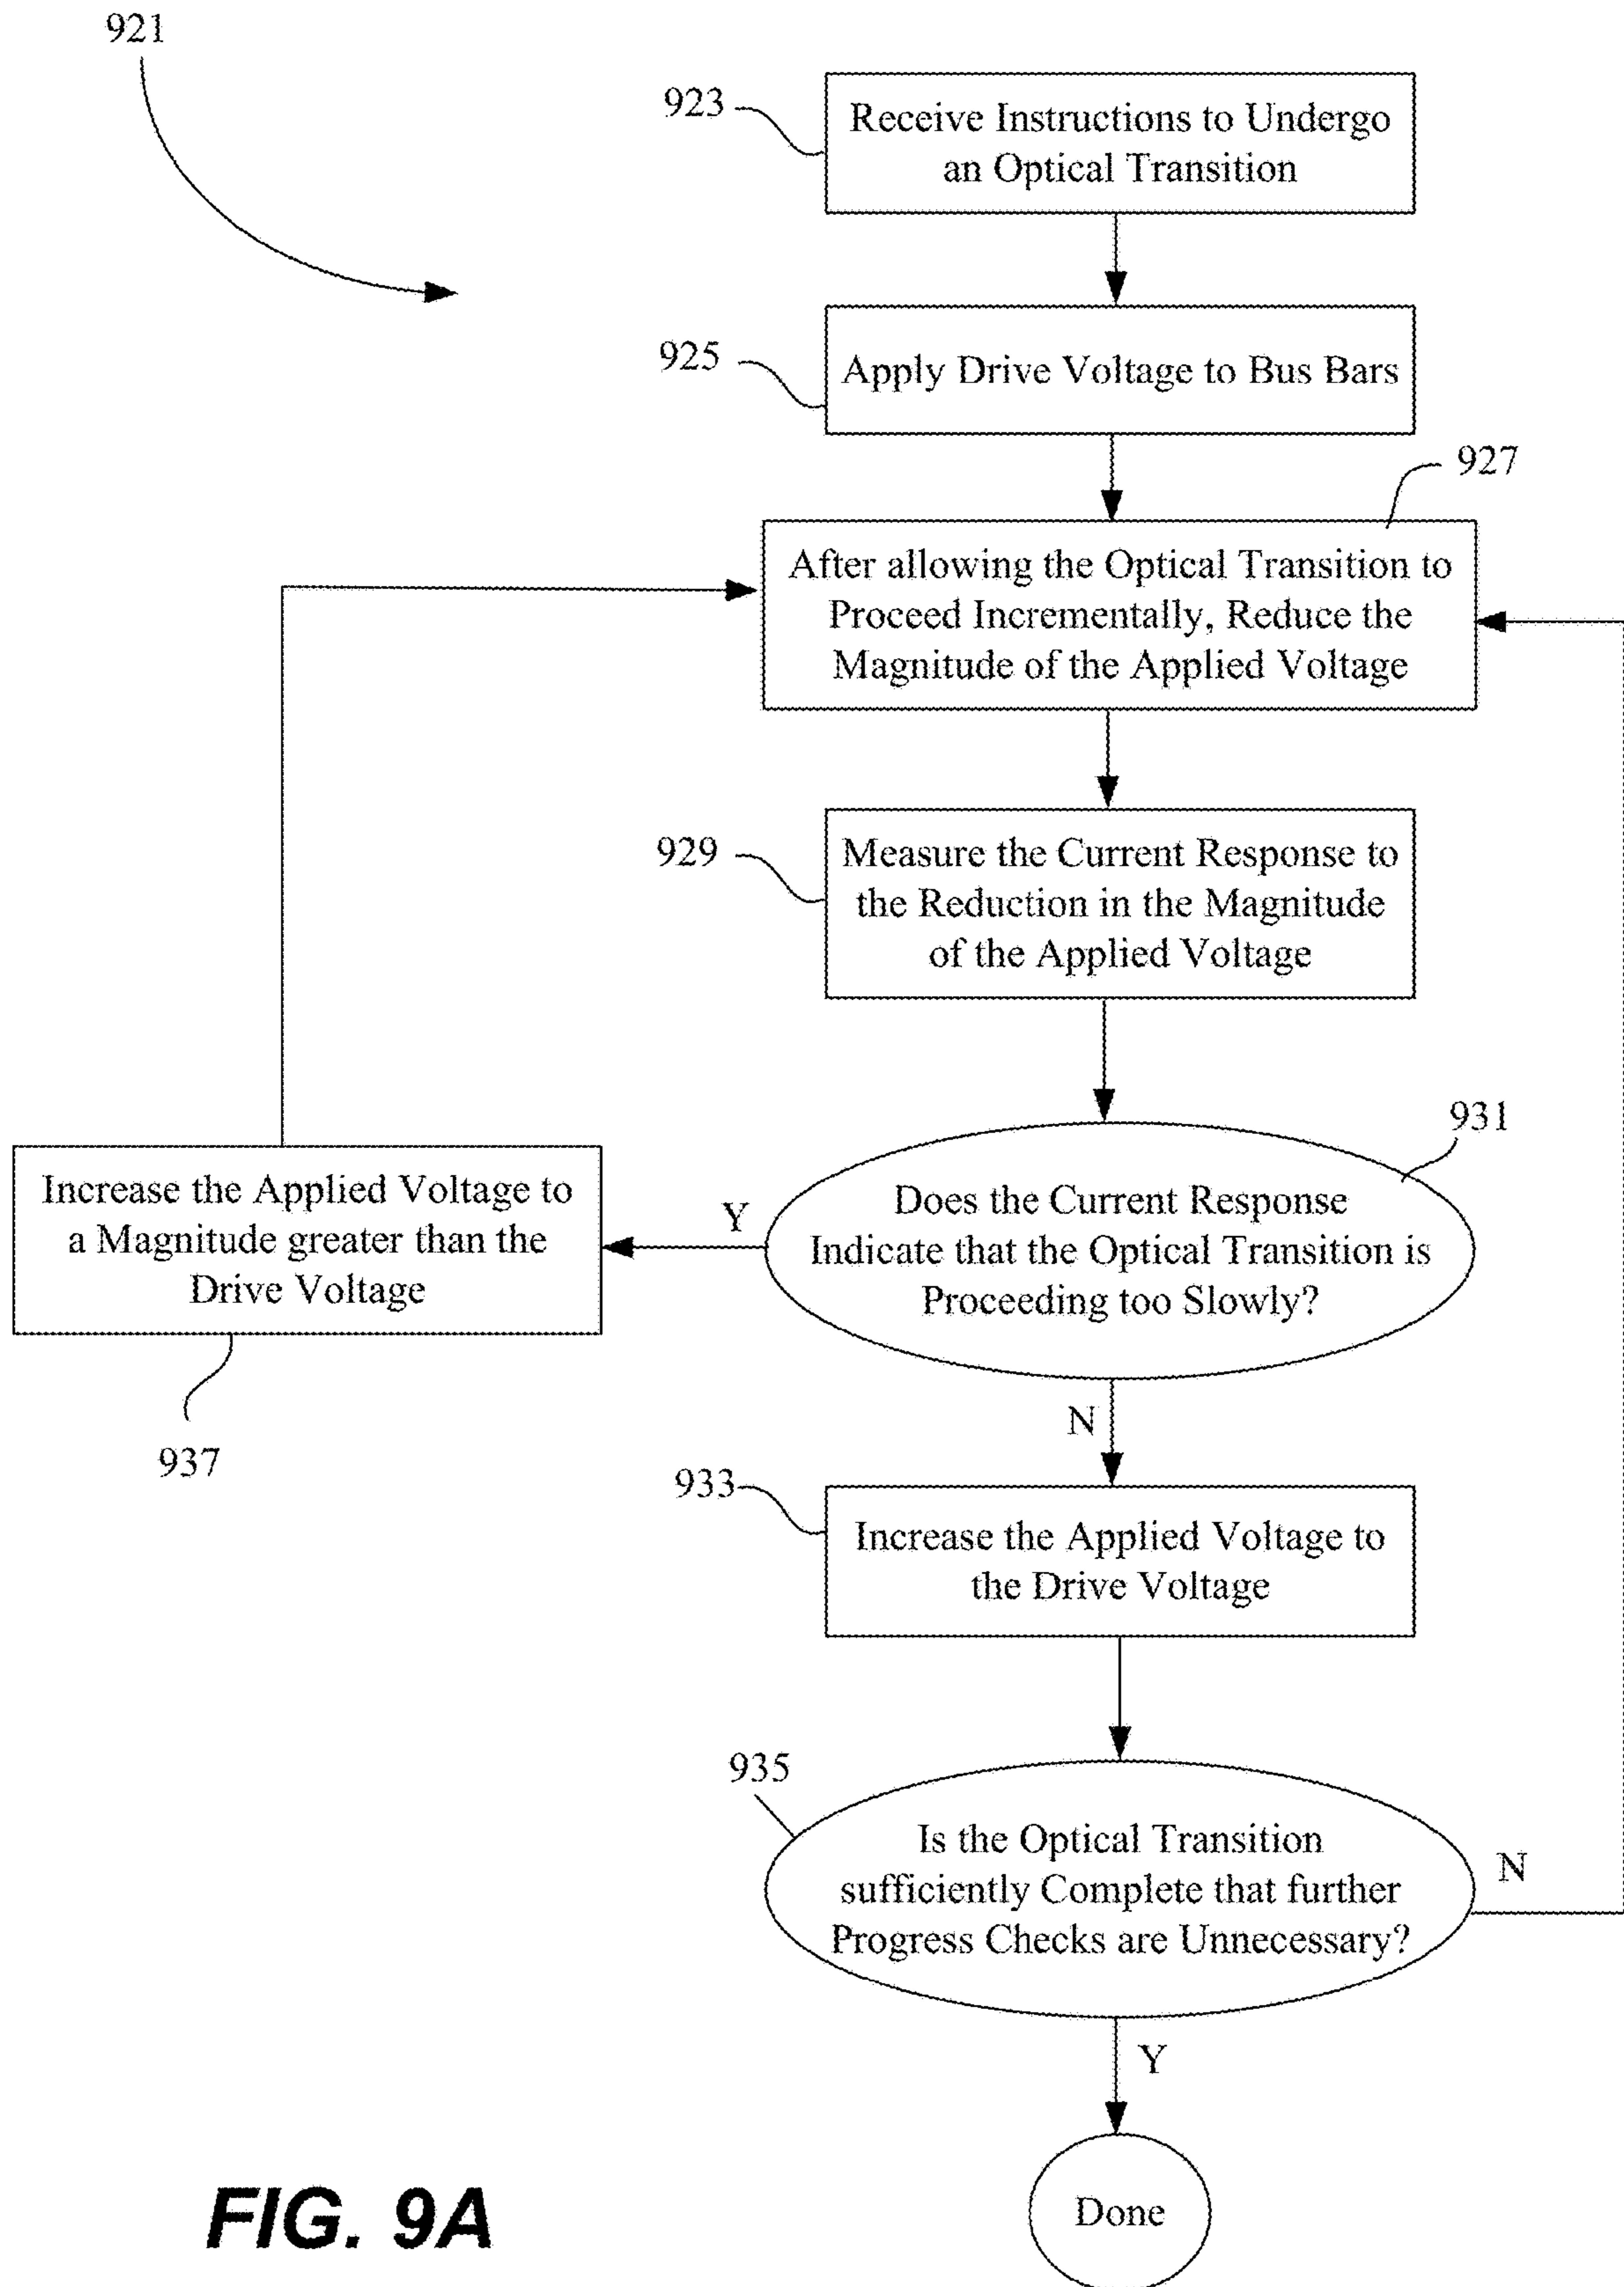 921
923
Receive Instructions to Undergo
an Optical Transition
925
Apply Drive Voltage to Bus Bars
927
After allowing the Optical Transition to
Proceed Incrementally, Reduce the
Magnitude of the Applied Voltage
929
Measure the Current Response to
the Reduction in the Magnitude
of the Applied Voltage
931
Does the Current Response
Indicate that the Optical Transition is
Proceeding too Slowly?
Y
Increase the Applied Voltage to
a Magnitude greater than the
Drive Voltage
937
N
933
Increase the Applied Voltage to
the Drive Voltage
935
Is the Optical Transition
sufficiently Complete that further
Progress Checks are Unnecessary?
N
Y
Done
FIG. 9A